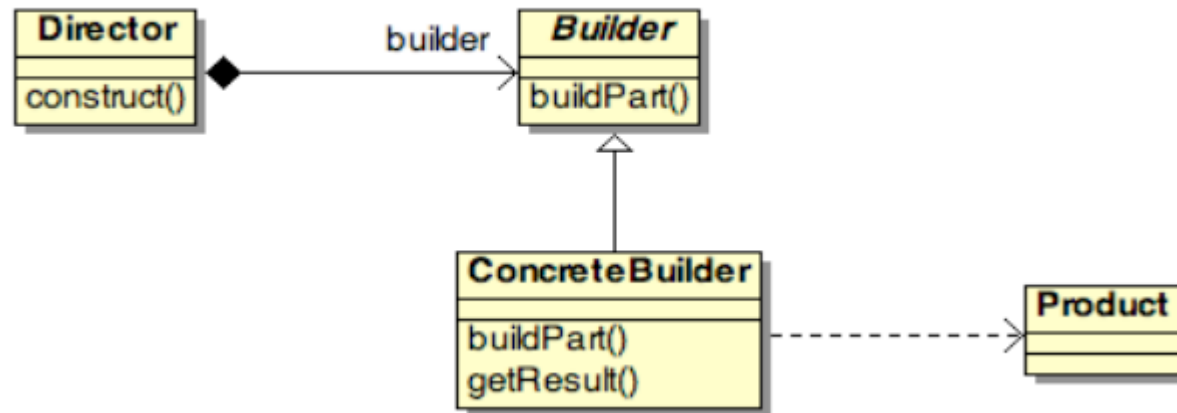 Director
construct()
builder
Builder
buildPart()
ConcreteBuilder
buildPart()
getResult()
Product